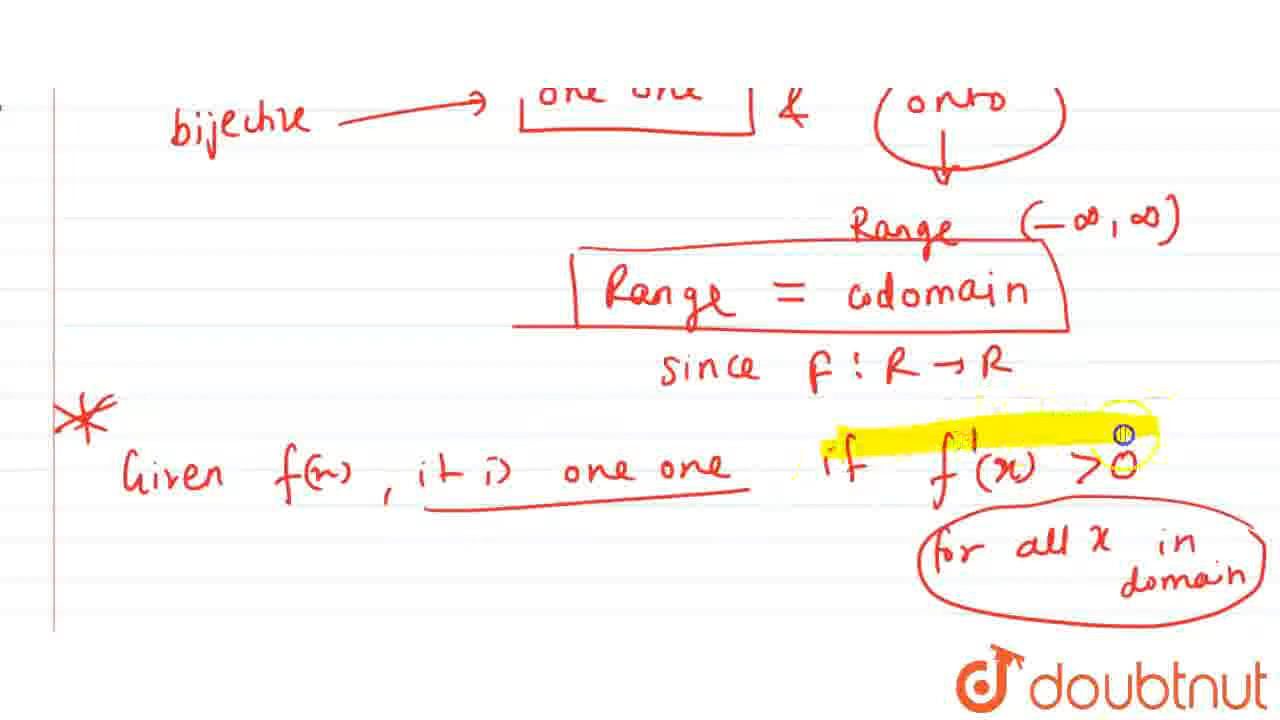 bijective → one one & onto
Range (-∞, ∞)
Range = codomain
since f : R → R
Given f(x), it is one one if f'(x) > 0
for all x in
domain
doubtnut